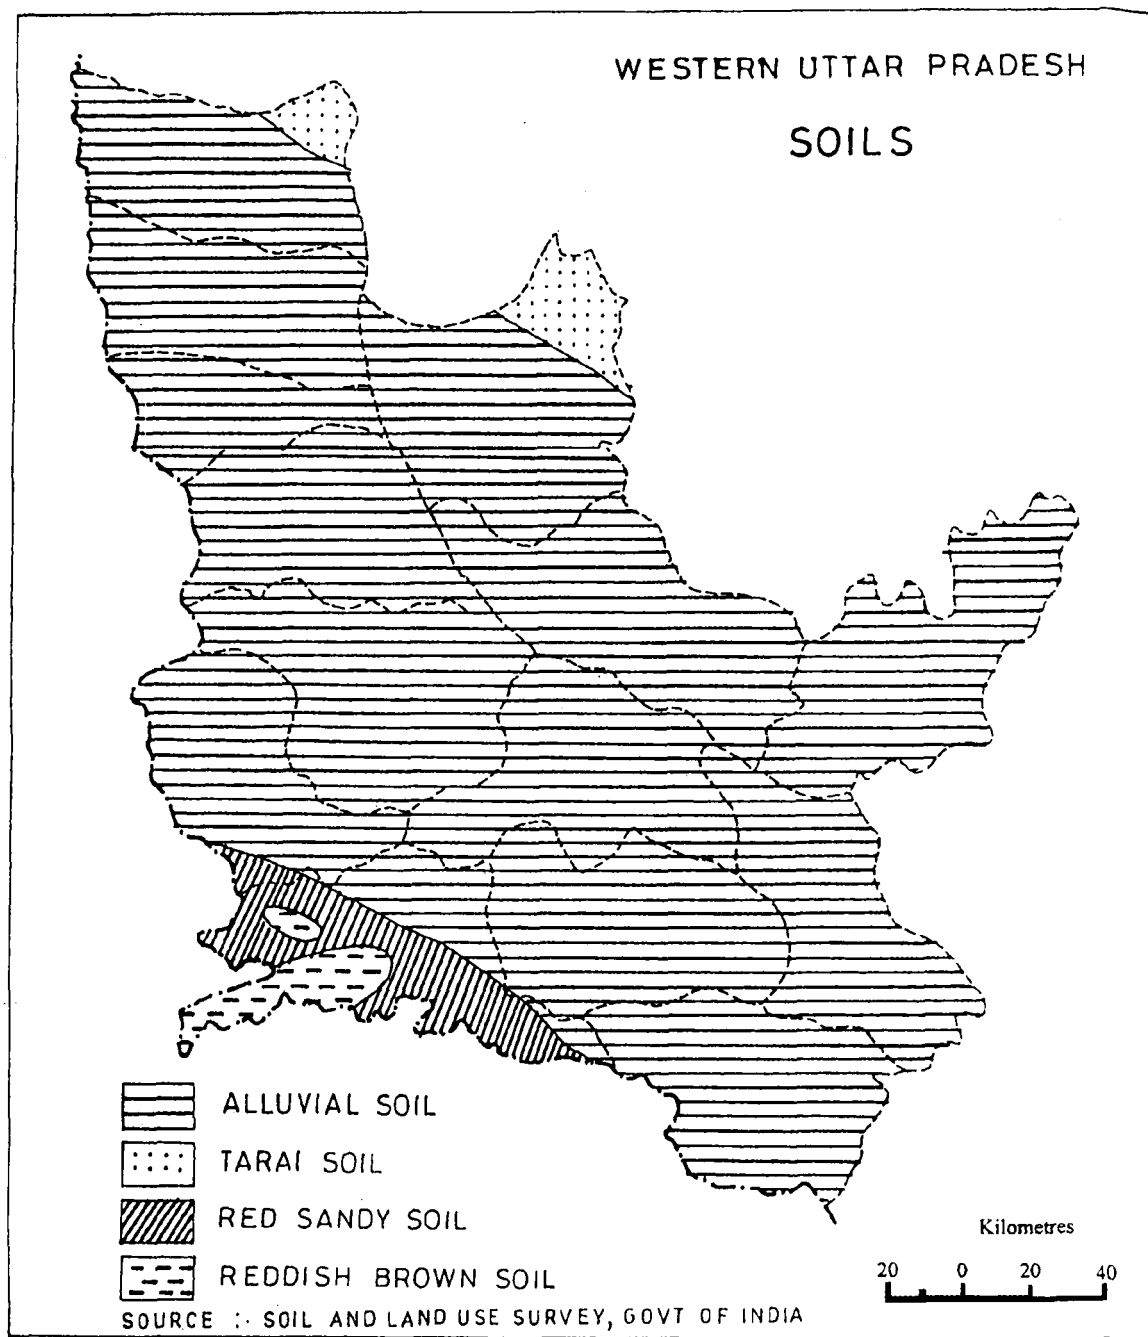 WESTERN UTTAR PRADESH
SOILS
ALLUVIAL SOIL
TARAI SOIL
RED SANDY SOIL
REDDISH BROWN SOIL
SOURCE :- SOIL AND LAND USE SURVEY, GOVT OF INDIA
Kilometres
20 0 20 40